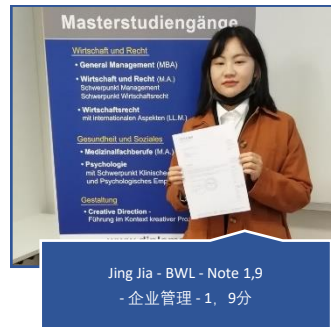 Masterstudiengänge
Wirtschaft und Recht
• General Management (MBA)
• Wirtschaft und Recht (M.A.)
Schwerpunkt Management
Schwerpunkt Wirtschaftsrecht
• Wirtschaftsrecht
mit internationalen Aspekten (LL.M.)
Gesundheit und Soziales
• Medizinalfachberufe (M.A.)
• Psychologie
mit Schwerpunkt Klinische
und Psychologisches Emp
Gestaltung
• Creative Direction -
Führung im Kontext kreativer Pro
Jing Jia - BWL - Note 1,9
- 企业管理 - 1，9分